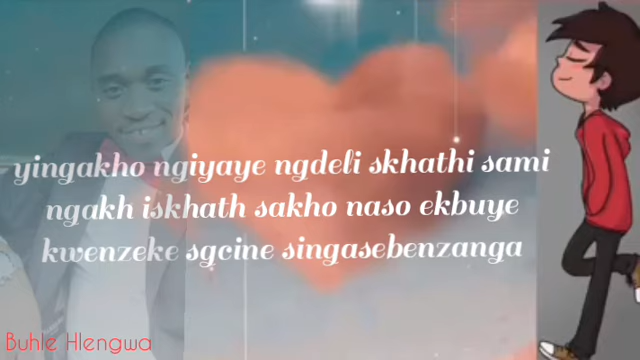 yingakho ngiyaye ngdeli skhathi sami
ngakh iskhath sakho naso ekbuye
kwenzeke sgcine singasebenzanga
Buhle Hlengwa